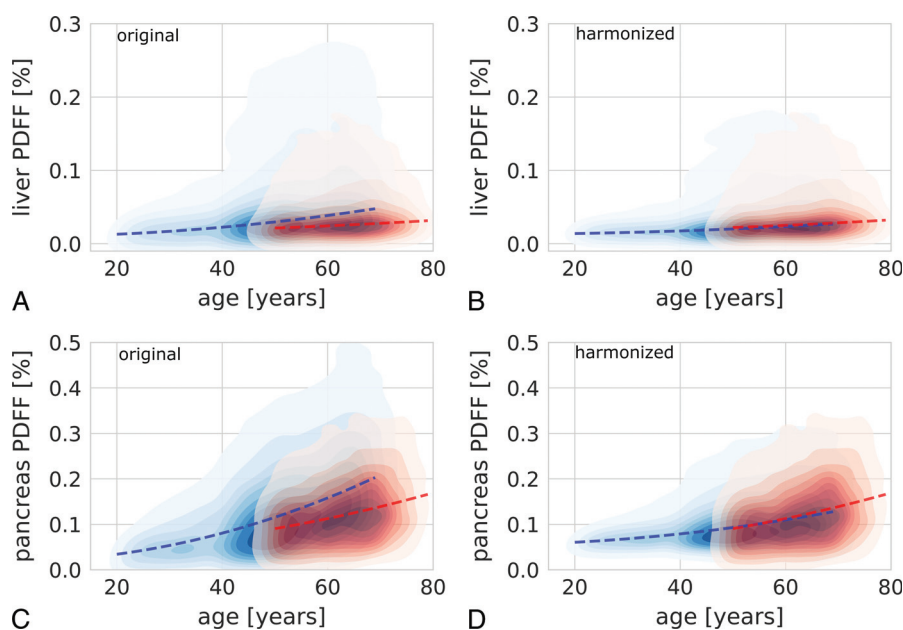 0.3
original
0.2
0.1
0.0
liver PDFF [%]
20 40 60 80
age [years]
A
0.3
harmonized
0.2
0.1
0.0
liver PDFF [%]
20 40 60 80
age [years]
B
0.5
original
0.4
0.3
0.2
0.1
0.0
pancreas PDFF [%]
20 40 60 80
age [years]
C
0.5
harmonized
0.4
0.3
0.2
0.1
0.0
pancreas PDFF [%]
20 40 60 80
age [years]
D